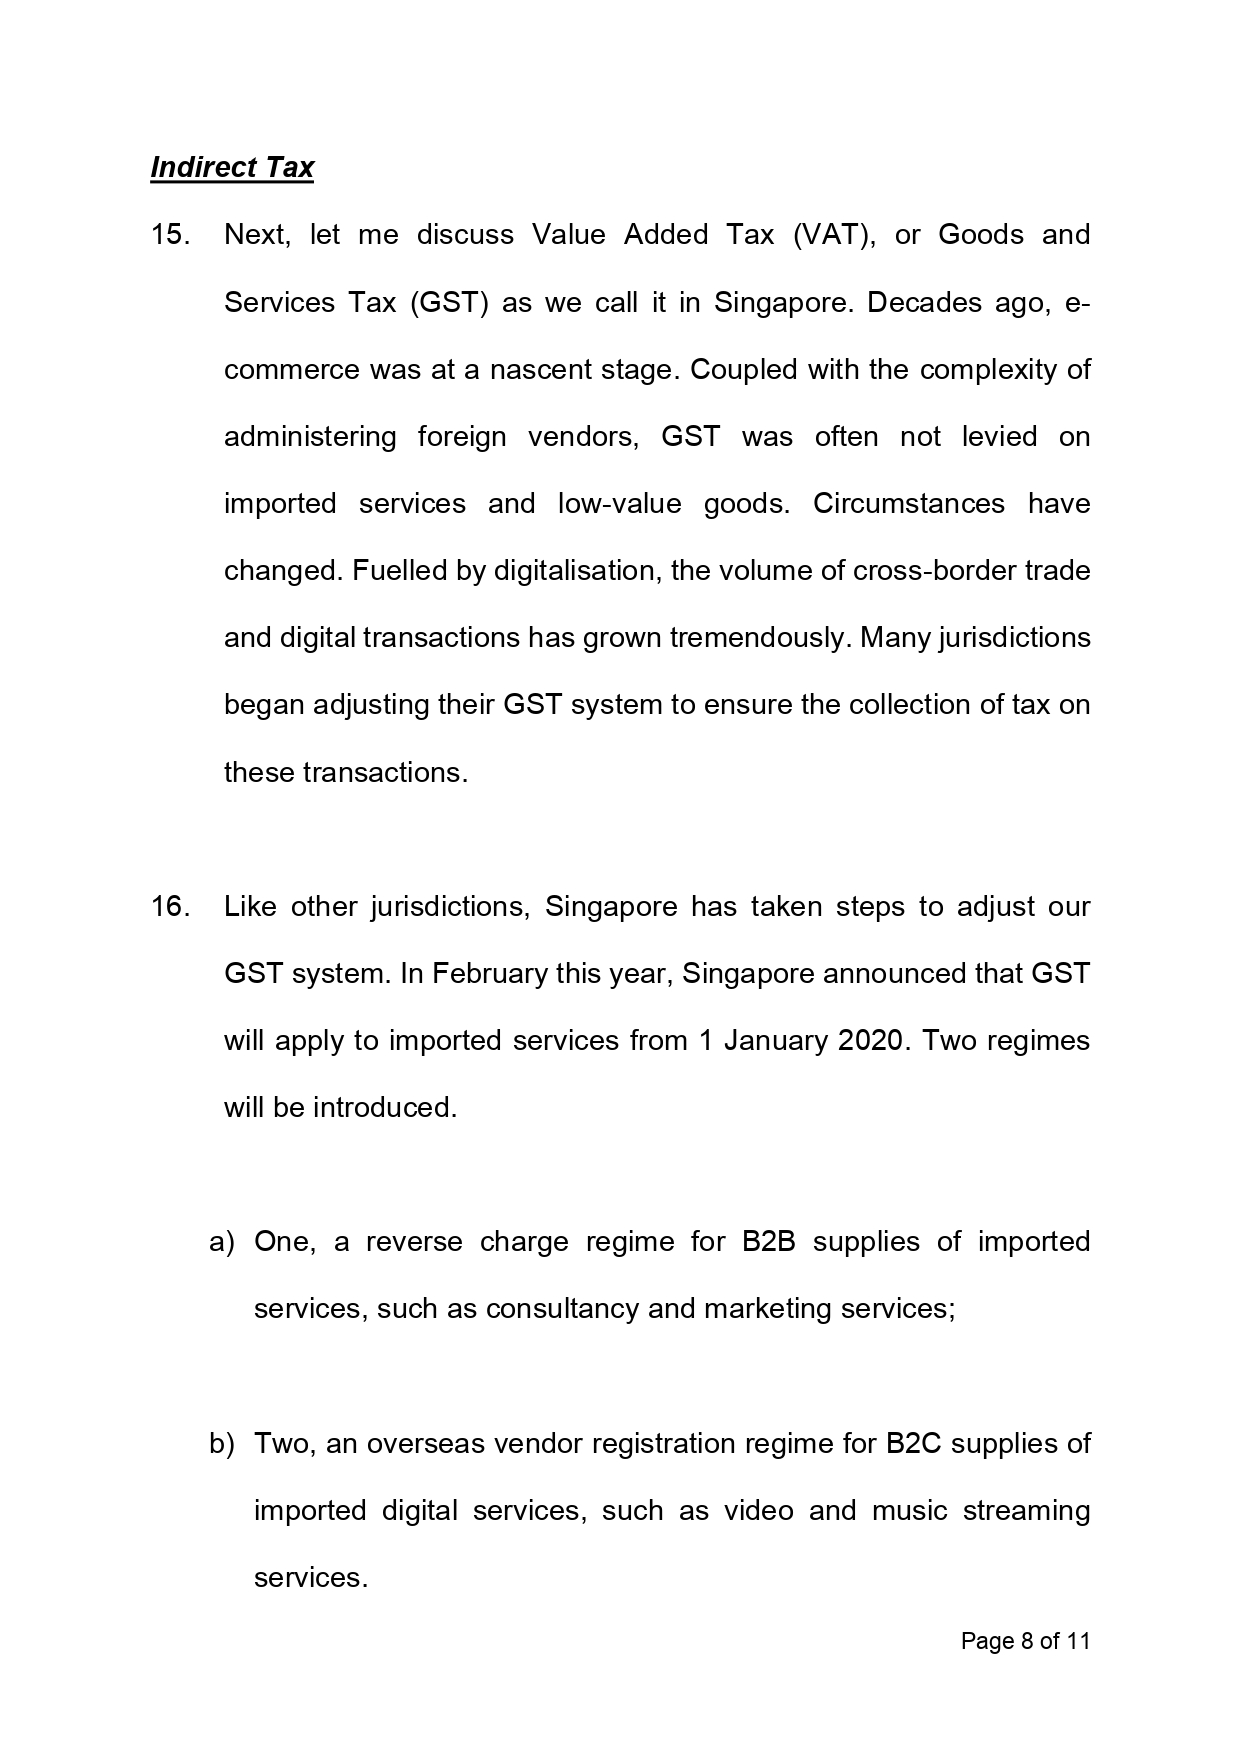 Indirect Tax
15. Next, let me discuss Value Added Tax (VAT), or Goods and
Services Tax (GST) as we call it in Singapore. Decades ago, e-
commerce was at a nascent stage. Coupled with the complexity of
administering foreign vendors, GST was often not levied on
imported services and low-value goods. Circumstances have
changed. Fuelled by digitalisation, the volume of cross-border trade
and digital transactions has grown tremendously. Many jurisdictions
began adjusting their GST system to ensure the collection of tax on
these transactions.
16. Like other jurisdictions, Singapore has taken steps to adjust our
GST system. In February this year, Singapore announced that GST
will apply to imported services from 1 January 2020. Two regimes
will be introduced.
a) One, a reverse charge regime for B2B supplies of imported
services, such as consultancy and marketing services;
b) Two, an overseas vendor registration regime for B2C supplies of
imported digital services, such as video and music streaming
services.
Page 8 of 11